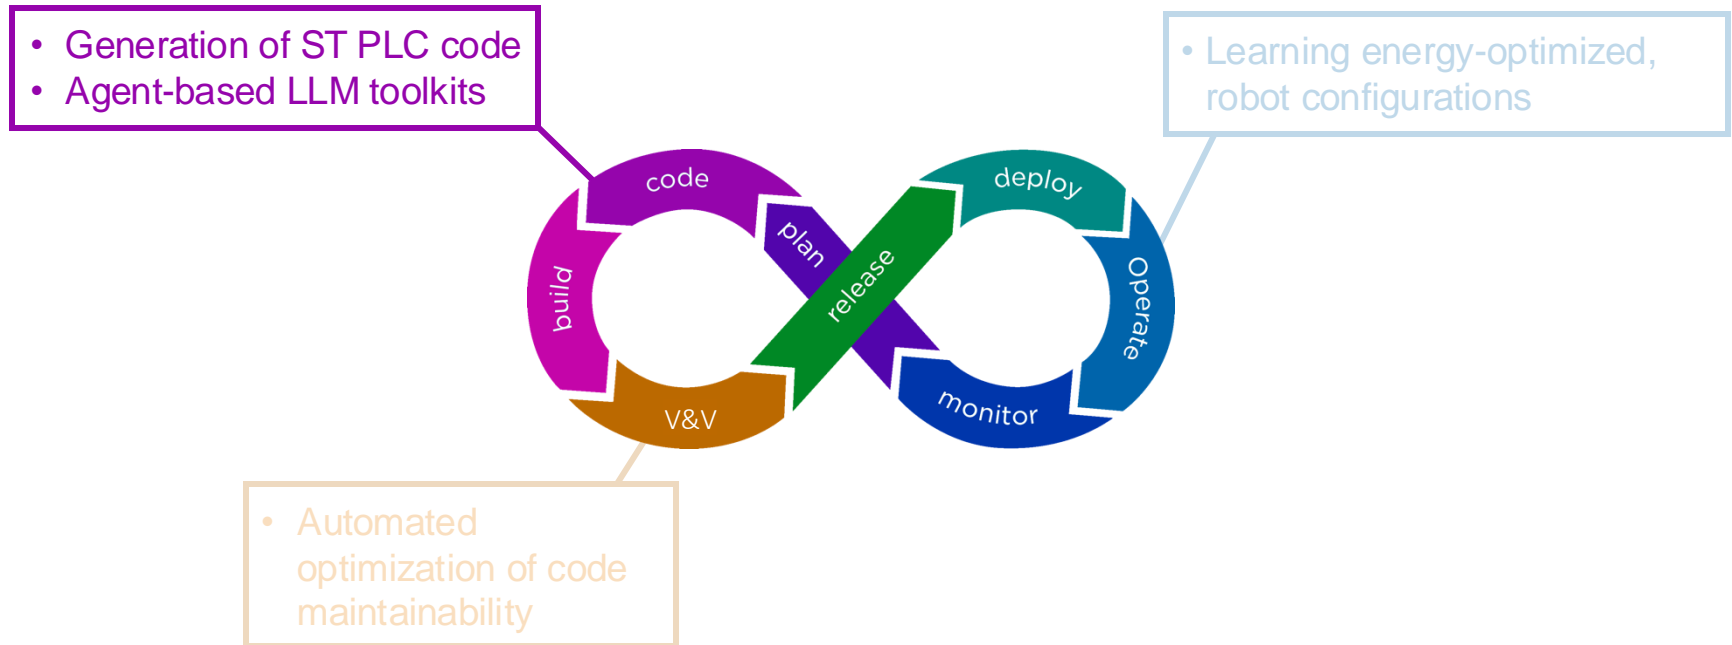 • Generation of ST PLC code
• Agent-based LLM toolkits
• Learning energy-optimized,
robot configurations
code
deploy
plan
release
build
Operate
monitor
V&V
• Automated
optimization of code
maintainability